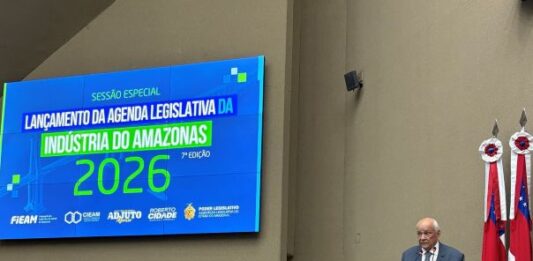 SESSÃO ESPECIAL
LANÇAMENTO DA AGENDA LEGISLATIVA DA
INDÚSTRIA DO AMAZONAS
2026
7ª EDIÇÃO
FIEAM
CIEAM
ADJUTO
ROBERTO
CIDADE
PODER LEGISLATIVO